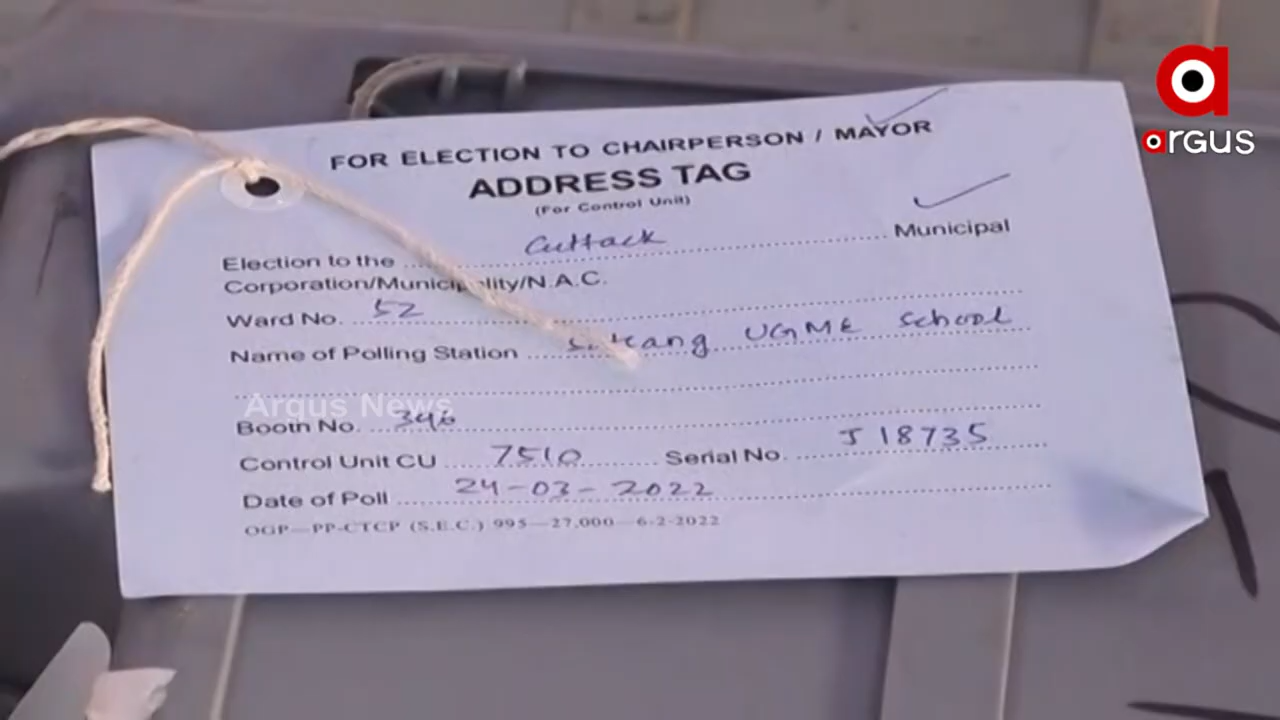 argus
FOR ELECTION TO CHAIRPERSON / MAYOR
ADDRESS TAG
(For Control Unit)
Election to the Cuttack Municipal
Corporation/Municipality/N.A.C.
Ward No. 52
Name of Polling Station UGME School
Argus News
Booth No. 346
Control Unit CU 7510 Serial No. J 18735
Date of Poll 24-03-2022
OGP—PP-CTCP (S.E.C.) 995—27,000—6-2-2022